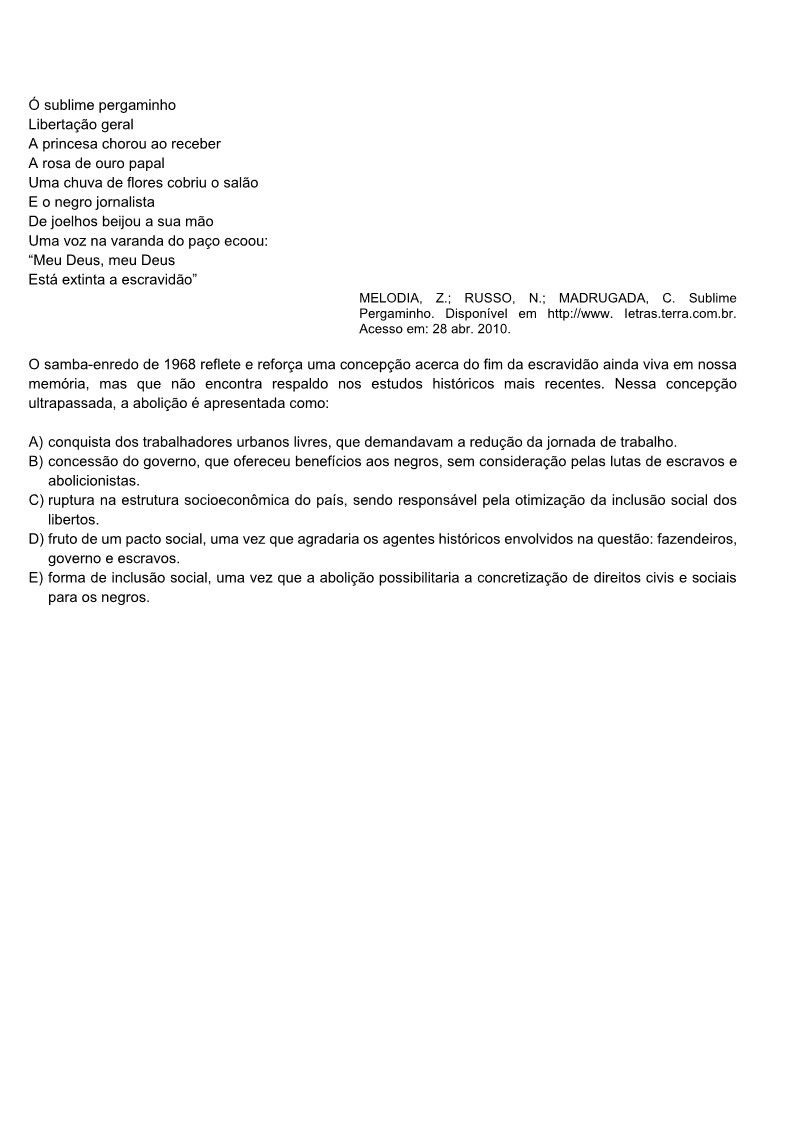 Ó sublime pergaminho
Libertação geral
A princesa chorou ao receber
A rosa de ouro papal
Uma chuva de flores cobriu o salão
E o negro jornalista
De joelhos beijou a sua mão
Uma voz na varanda do paço ecoou:
“Meu Deus, meu Deus
Está extinta a escravidão”
MELODIA, Z.; RUSSO, N.; MADRUGADA, C. Sublime
Pergaminho. Disponível em http://www. letras.terra.com.br.
Acesso em: 28 abr. 2010.
O samba-enredo de 1968 reflete e reforça uma concepção acerca do fim da escravidão ainda viva em nossa
memória, mas que não encontra respaldo nos estudos históricos mais recentes. Nessa concepção
ultrapassada, a abolição é apresentada como:
A) conquista dos trabalhadores urbanos livres, que demandavam a redução da jornada de trabalho.
B) concessão do governo, que ofereceu benefícios aos negros, sem consideração pelas lutas de escravos e
abolicionistas.
C) ruptura na estrutura socioeconômica do país, sendo responsável pela otimização da inclusão social dos
libertos.
D) fruto de um pacto social, uma vez que agradaria os agentes históricos envolvidos na questão: fazendeiros,
governo e escravos.
E) forma de inclusão social, uma vez que a abolição possibilitaria a concretização de direitos civis e sociais
para os negros.